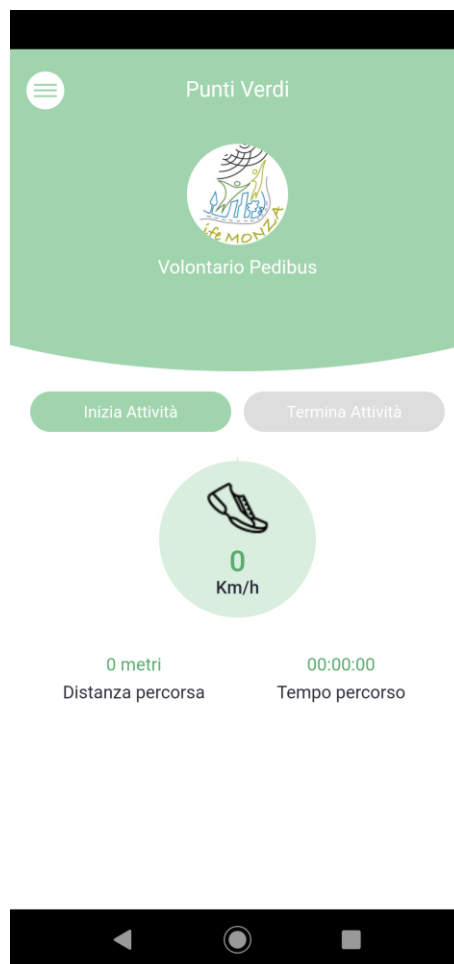 Punti Verdi
ife MONZA
Volontario Pedibus
Inizia Attività
Termina Attività
0
Km/h
0 metri
00:00:00
Distanza percorsa
Tempo percorso